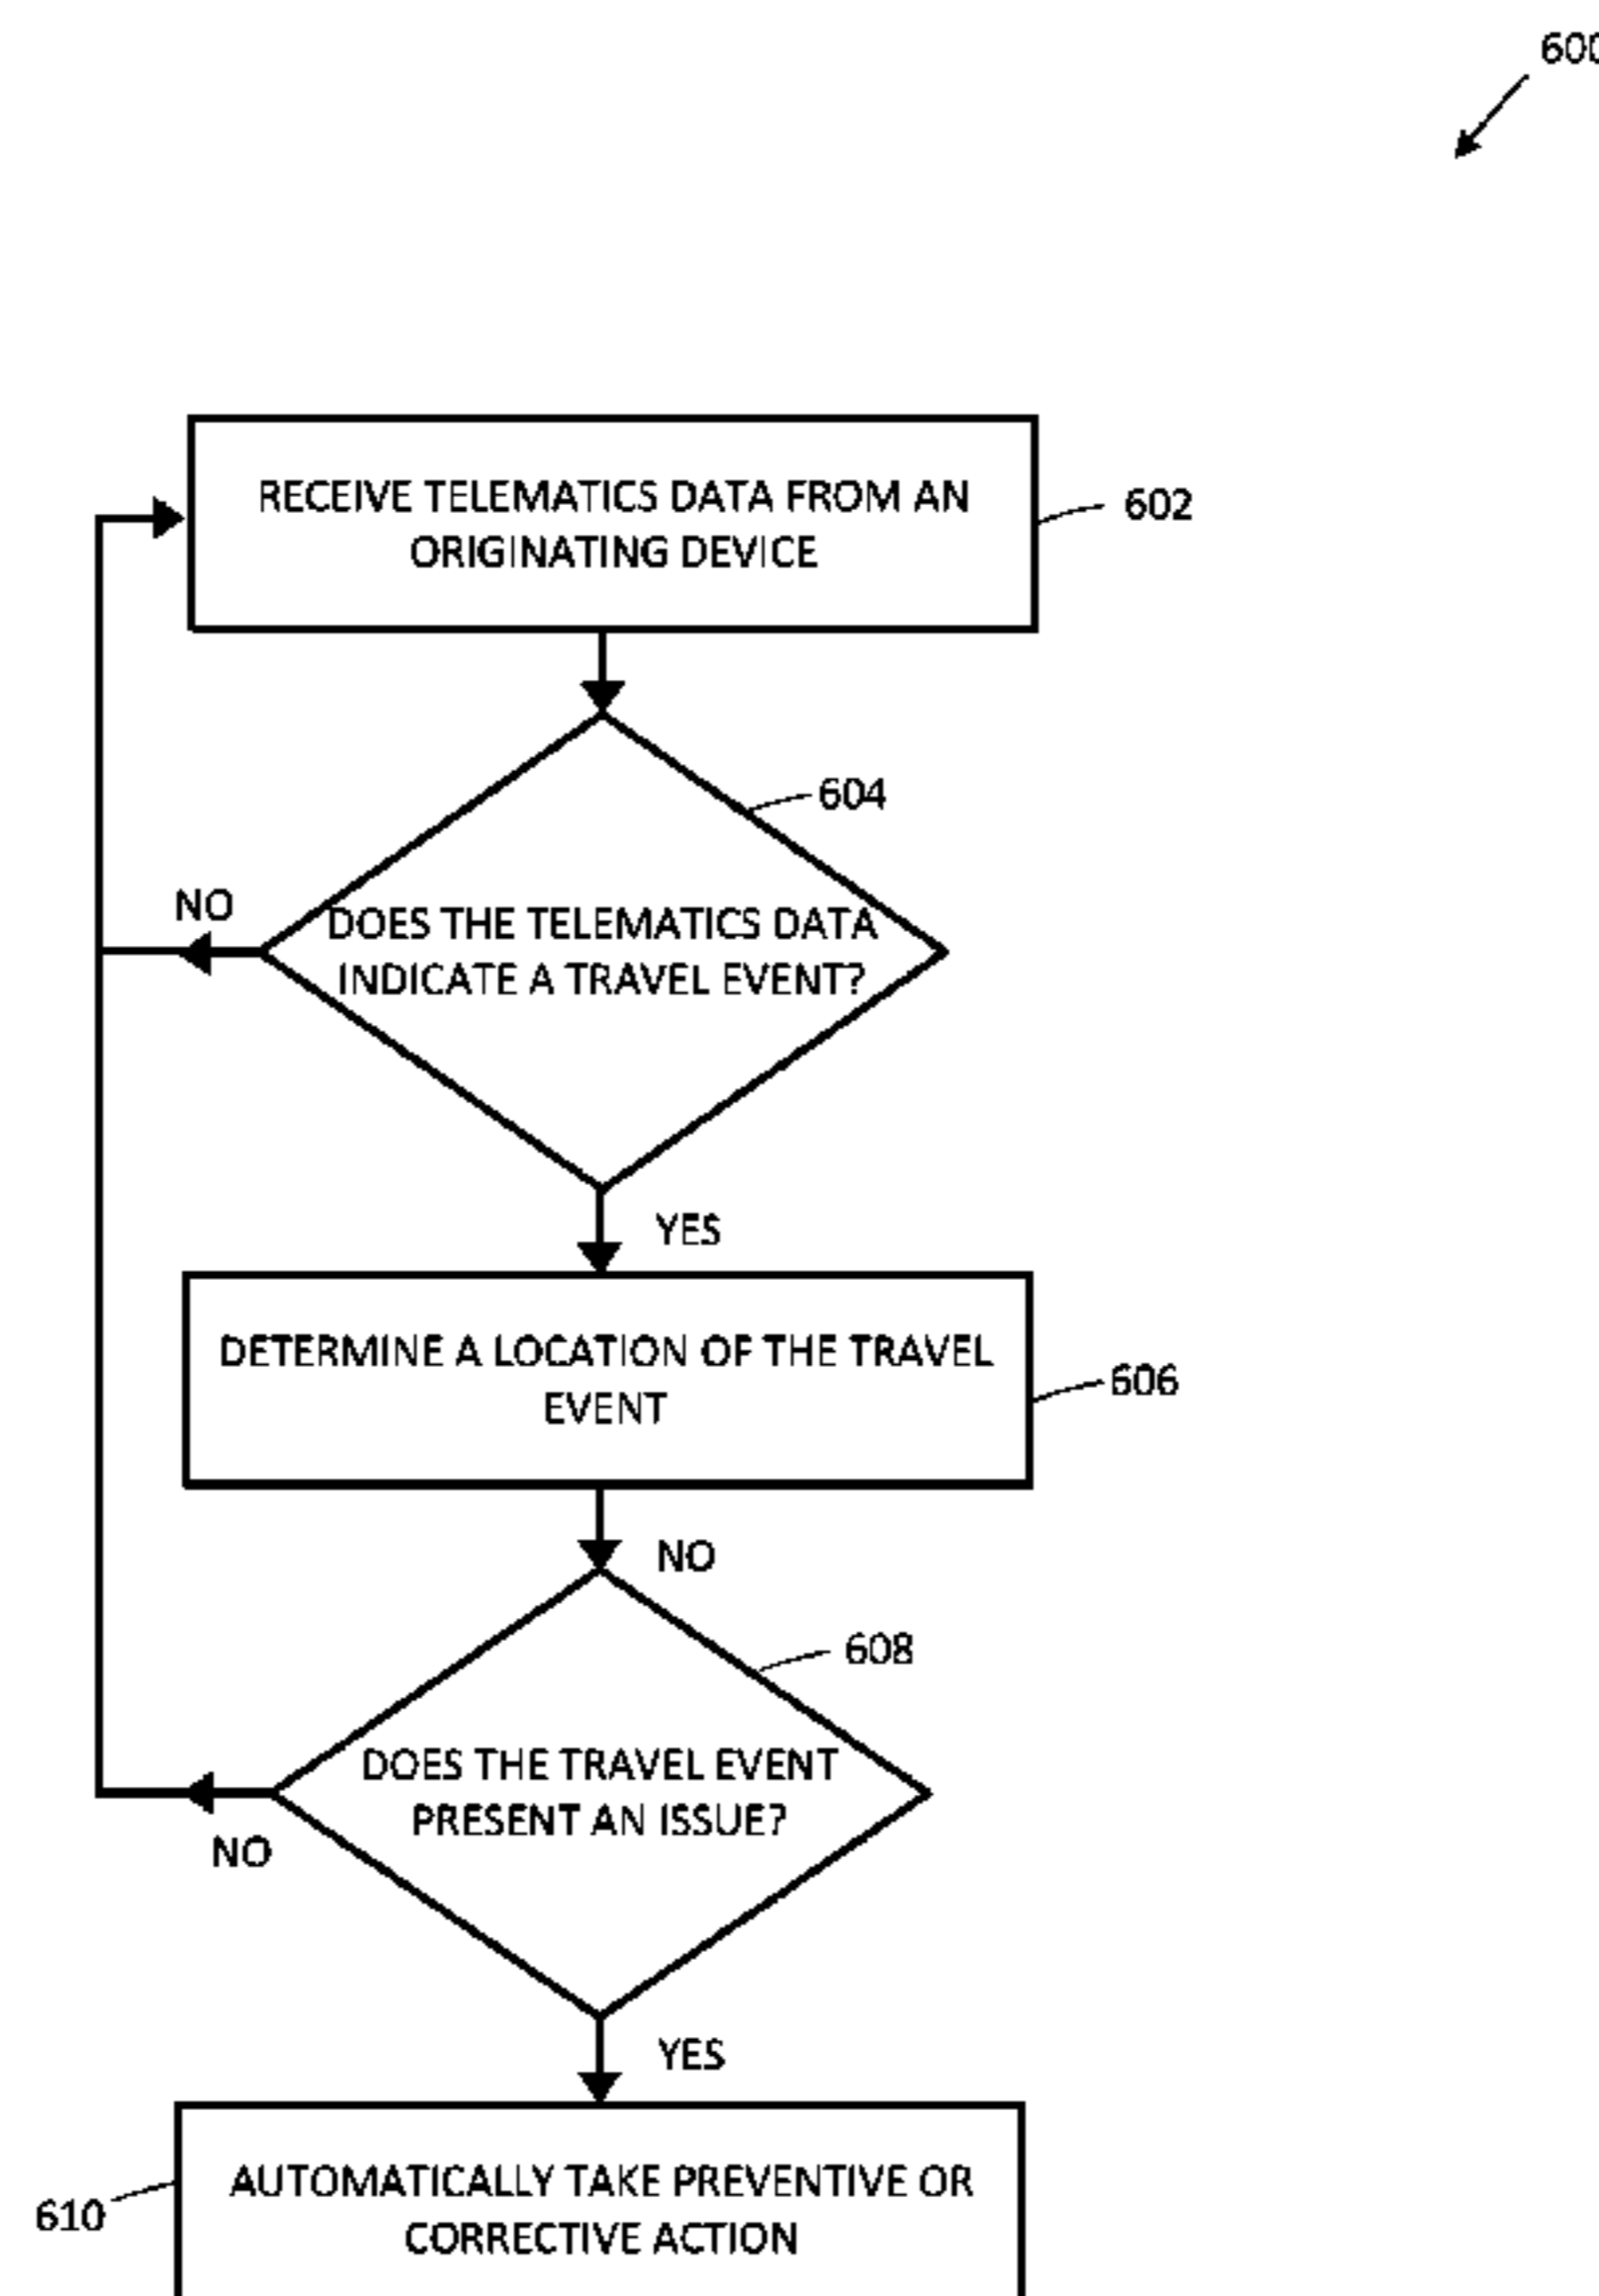 600
RECEIVE TELEMATICS DATA FROM AN
ORIGINATING DEVICE
602
604
NO
DOES THE TELEMATICS DATA
INDICATE A TRAVEL EVENT?
YES
DETERMINE A LOCATION OF THE TRAVEL
EVENT
606
NO
608
DOES THE TRAVEL EVENT
PRESENT AN ISSUE?
NO
YES
AUTOMATICALLY TAKE PREVENTIVE OR
CORRECTIVE ACTION
610